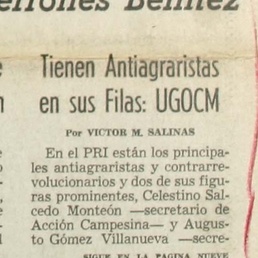 errones Benítez
Tienen Antiagraristas
en sus Filas: UGOCM
Por VICTOR M. SALINAS
En el PRI están los principa-
les antiagraristas y contrarre-
volucionarios y dos de sus figu-
ras prominentes, Celestino Sal-
cedo Monteón —secretario de
Acción Campesina— y Augus-
to Gómez Villanueva —secre-
SIGUE EN LA PAGINA NUEVE